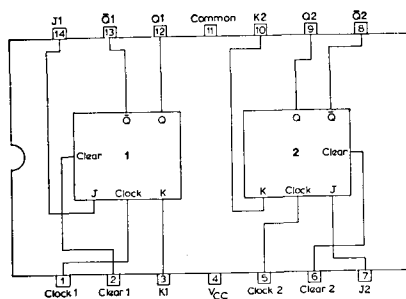 J1 Q̄1 Q1 Common K2 Q2 Q̄2
14 13 12 11 10 9 8
Q̄ Q Q Q̄
Clear 1 2 Clear
J Clock K K Clock J
1 2 3 4 5 6 7
Clock 1 Clear 1 K1 VCC Clock 2 Clear 2 J2